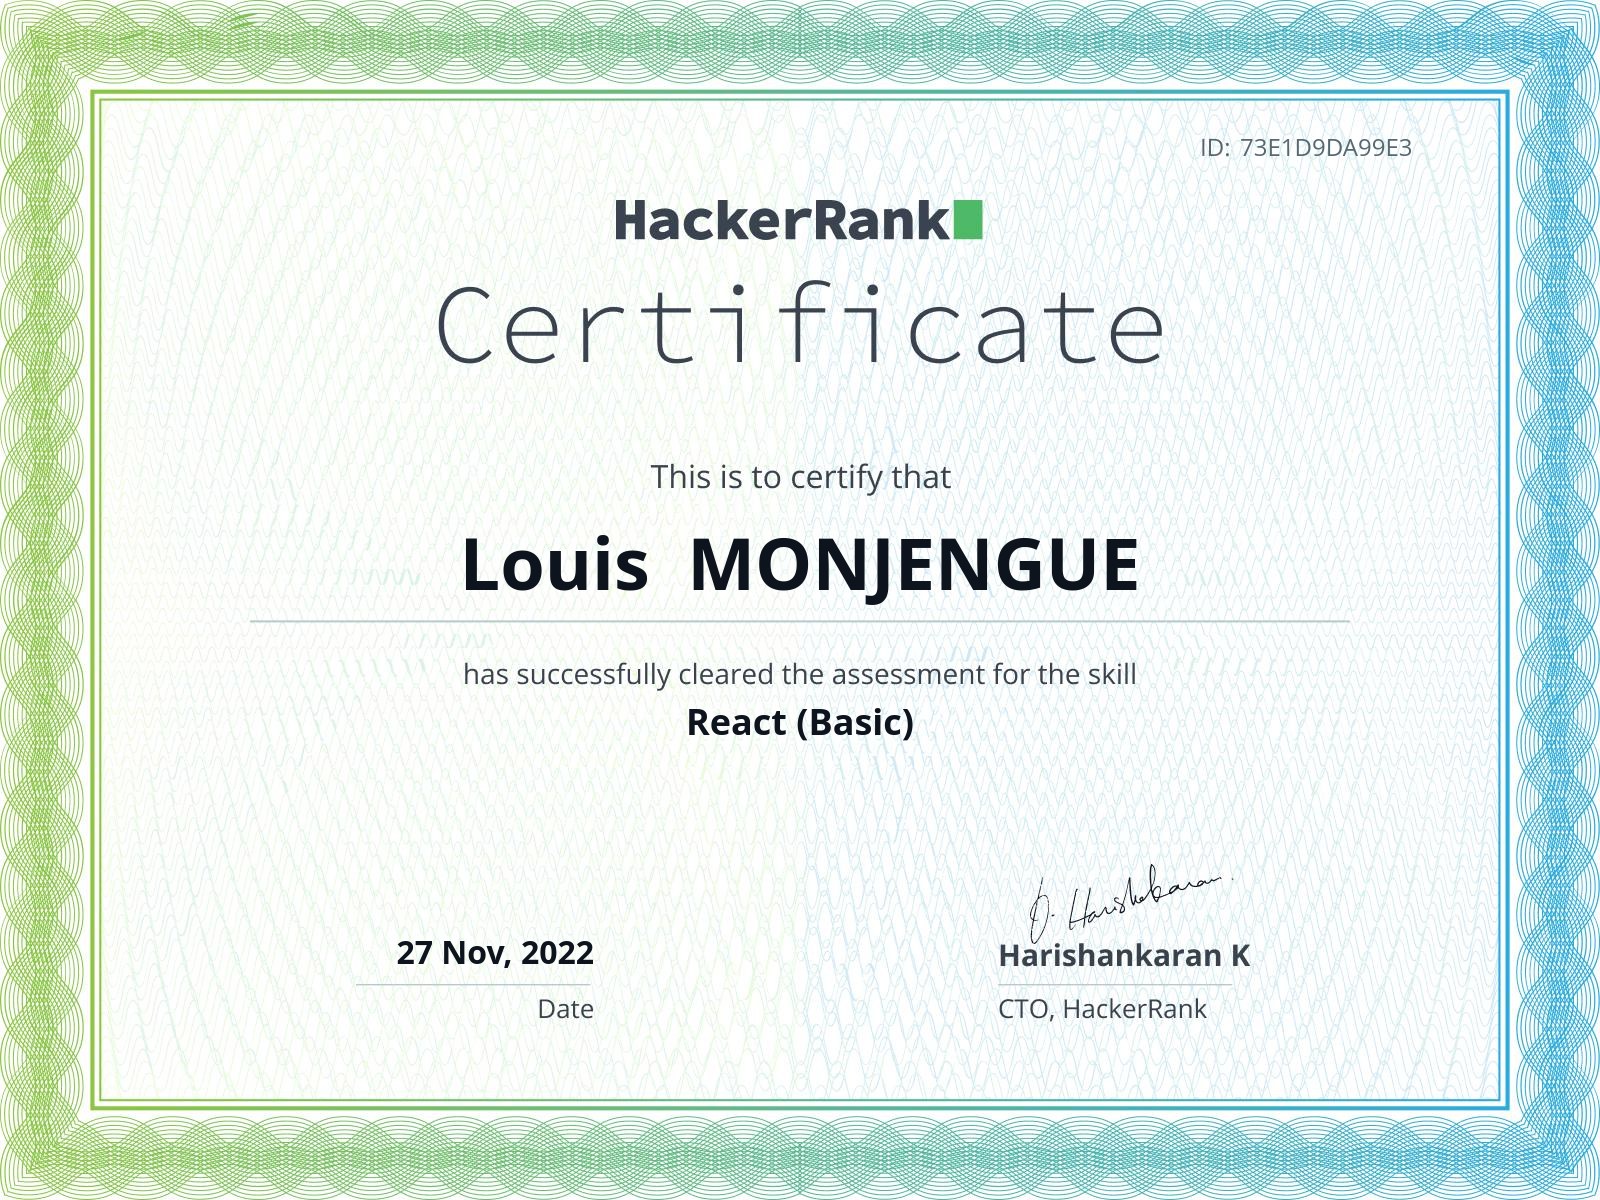 ID: 73E1D9DA99E3
HackerRank
Certificate
This is to certify that
Louis MONJENGUE
has successfully cleared the assessment for the skill
React (Basic)
27 Nov, 2022
Date
Harishankaran K
CTO, HackerRank